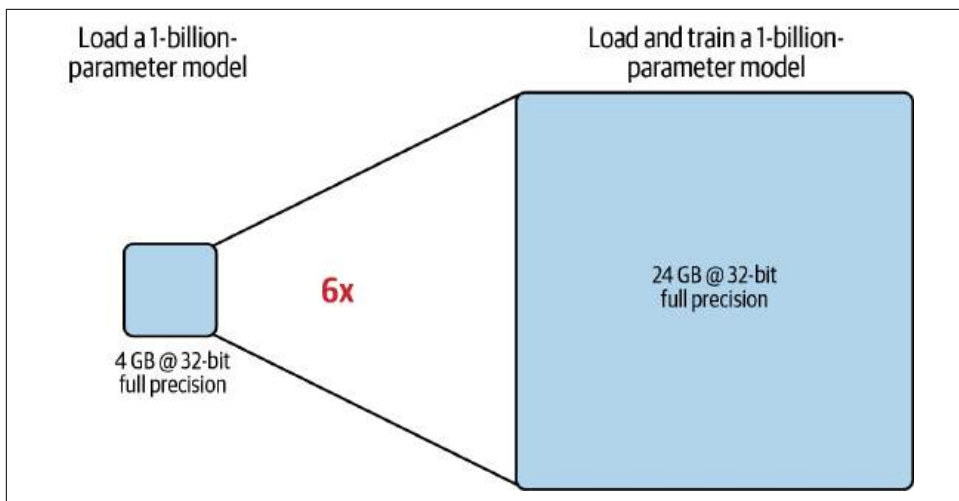 Load a 1-billion-
parameter model
Load and train a 1-billion-
parameter model
6x
24 GB @ 32-bit
full precision
4 GB @ 32-bit
full precision